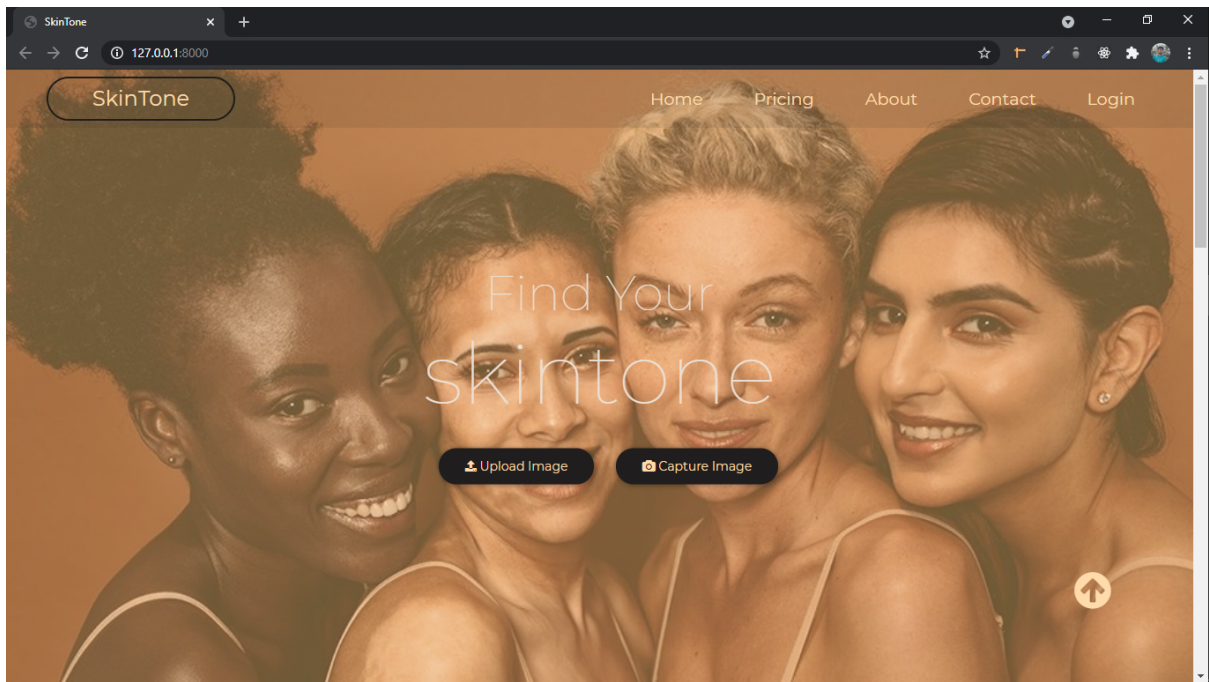 SkinTone
127.0.0.1:8000
SkinTone
Home Pricing About Contact Login
Find Your
skintone
Upload Image Capture Image